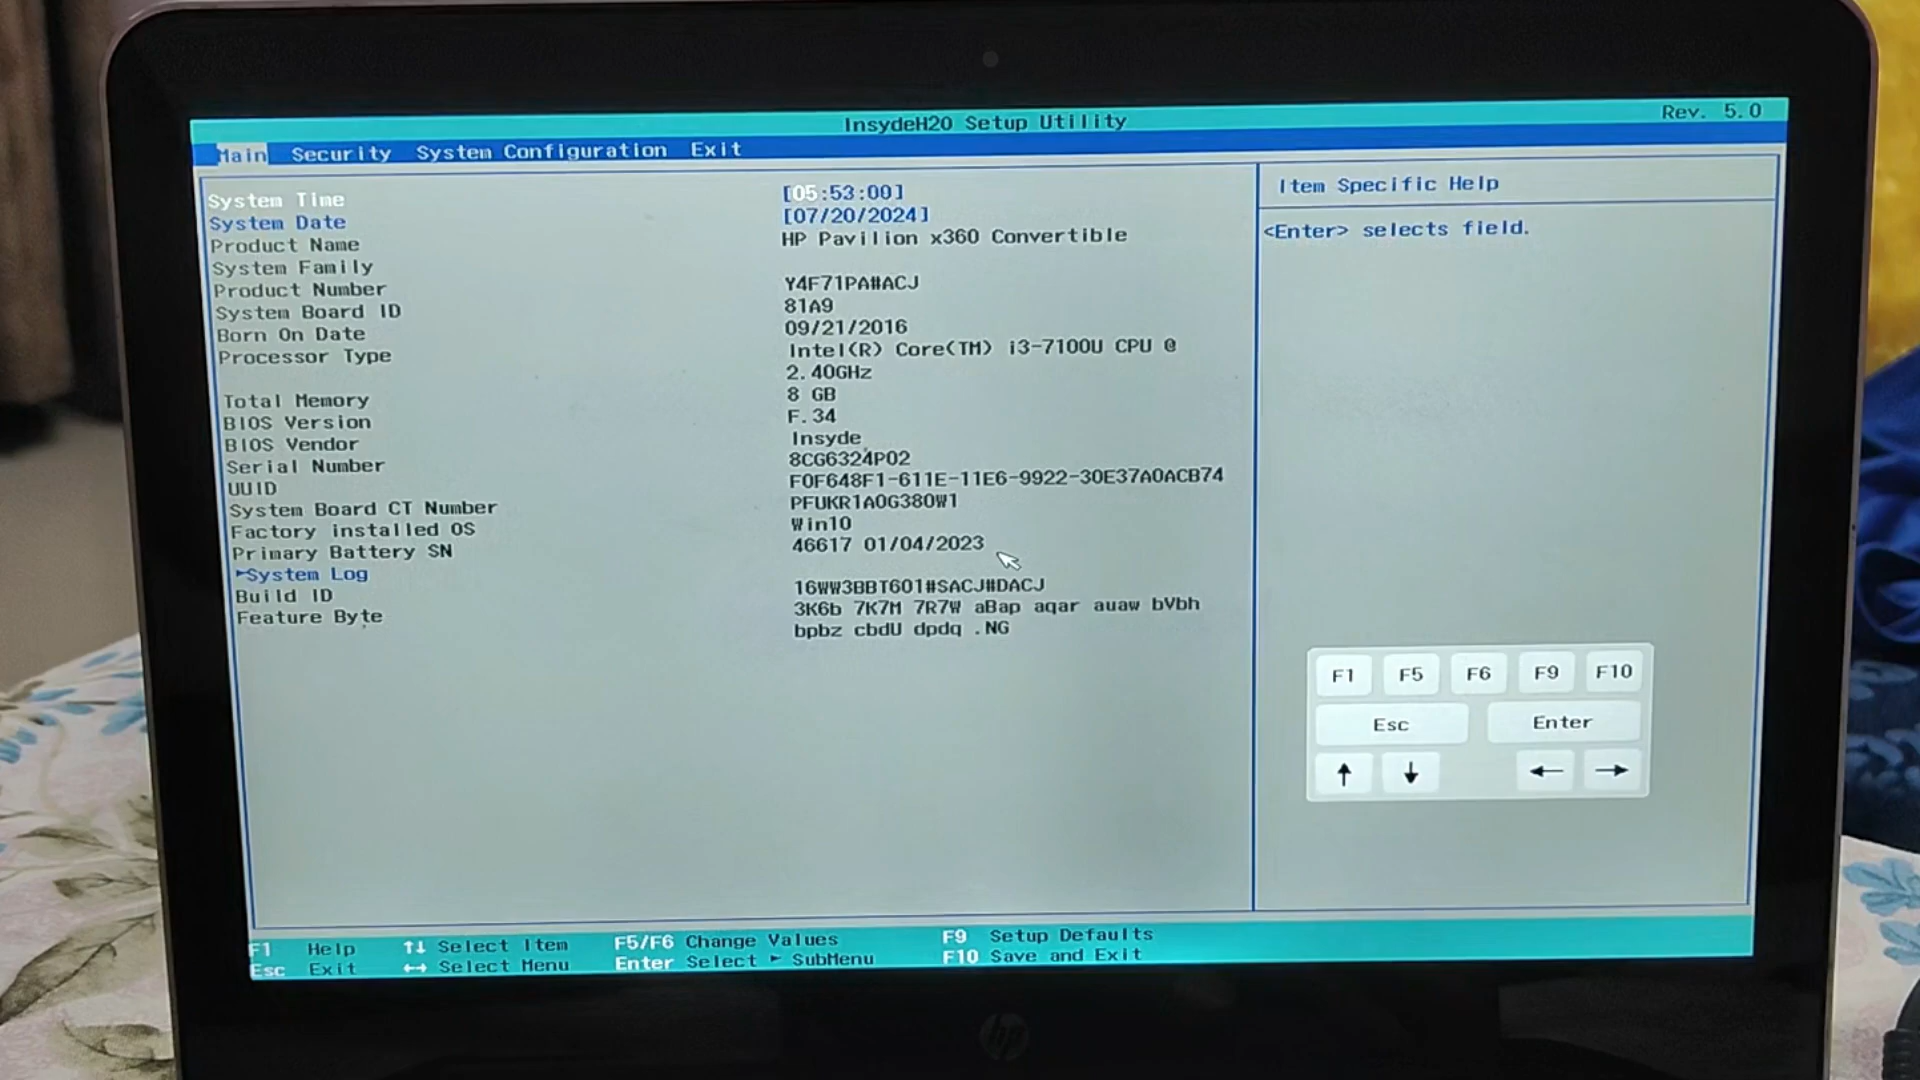 InsydeH20 Setup Utility Rev. 5.0
Main Security System Configuration Exit
System Time [05:53:00]
System Date [07/20/2024]
Product Name HP Pavilion x360 Convertible
System Family
Product Number Y4F71PA#ACJ
System Board ID 81A9
Born On Date 09/21/2016
Processor Type Intel(R) Core(TM) i3-7100U CPU @
2.40GHz
Total Memory 8 GB
BIOS Version F.34
BIOS Vendor Insyde
Serial Number 8CG6324P02
UUID F0F648F1-611E-11E6-9922-30E37A0ACB74
System Board CT Number PFUKR1A0G380W1
Factory installed OS Win10
Primary Battery SN 46617 01/04/2023
►System Log
Build ID 16WW3BBT601#SACJ#DACJ
Feature Byte 3K6b 7K7M 7R7W aBap aqar auaw bVbh
bpbz cbdU dpdq .NG
Item Specific Help
<Enter> selects field.
F1 F5 F6 F9 F10
Esc Enter
↑ ↓ ← →
F1 Help ↑↓ Select Item F5/F6 Change Values F9 Setup Defaults
Esc Exit ↔ Select Menu Enter Select ► SubMenu F10 Save and Exit
hp